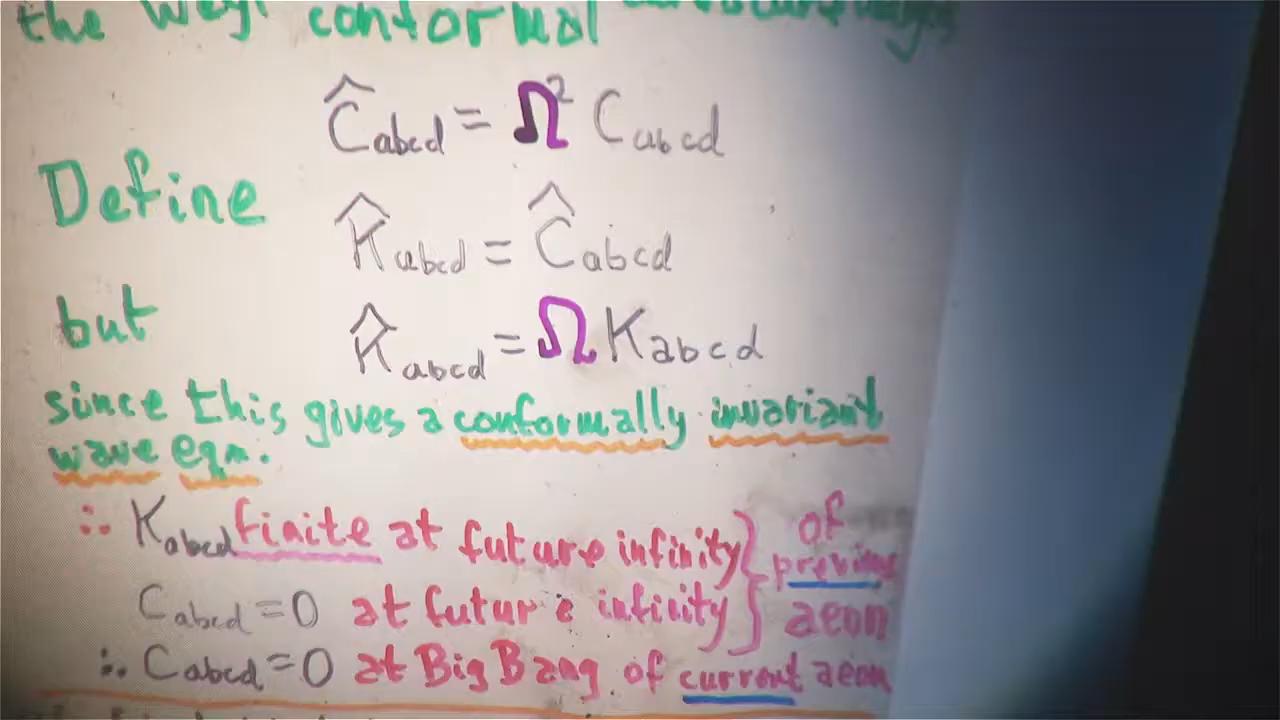 the Weyl conformal
Ĉabcd = Ω² Cabcd
Define K̂abcd = Ĉabcd
but K̂abcd = ΩKabcd
since this gives a conformally invariant
wave eqn.
∴ Kabcd finite at future infinity } of previous
Cabcd = 0 at future infinity } aeon
∴ Cabcd = 0 at Big Bang of current aeon